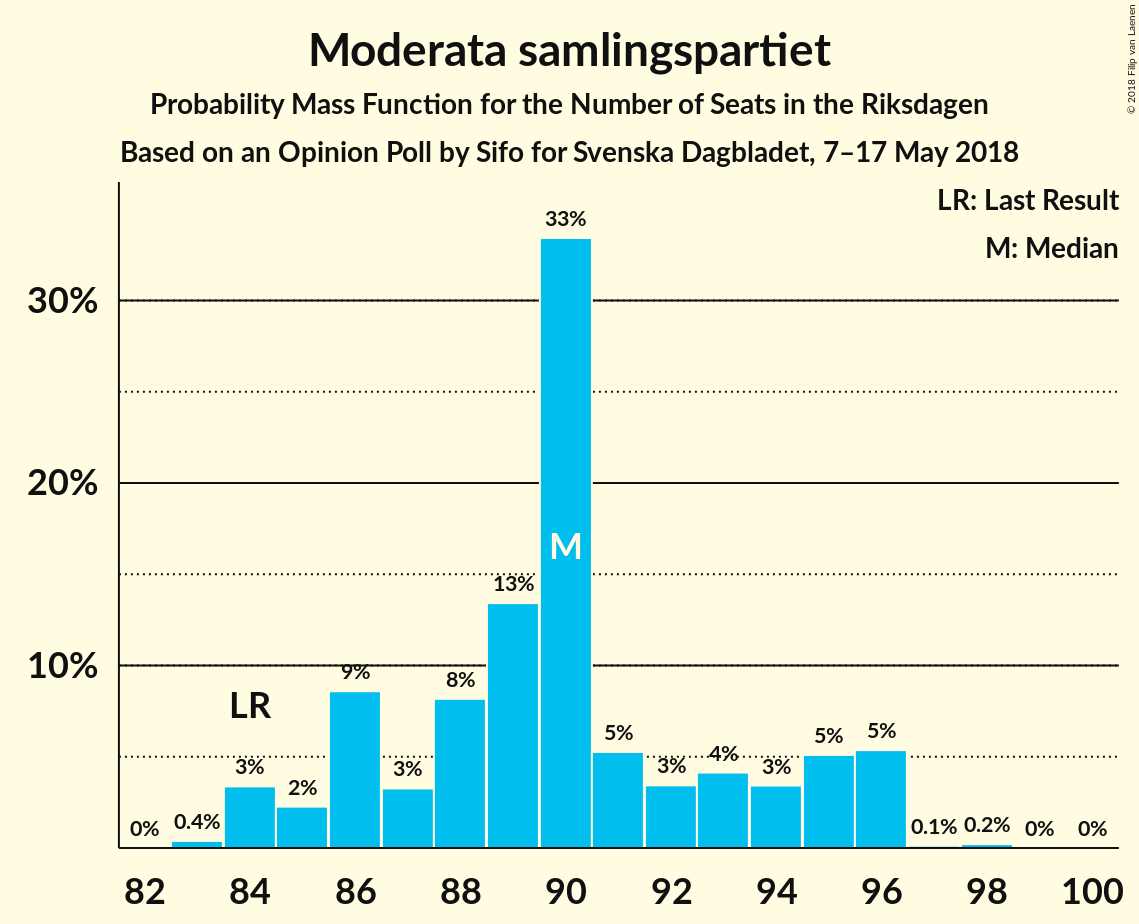 Moderata samlingspartiet
Probability Mass Function for the Number of Seats in the Riksdagen
Based on an Opinion Poll by Sifo for Svenska Dagbladet, 7–17 May 2018
© 2018 Filip van Laenen
LR: Last Result
M: Median
30%
20%
10%
0%
0.4%
3%
2%
9%
3%
8%
13%
33%
5%
3%
4%
3%
5%
5%
0.1%
0.2%
0%
0%
LR
M
82 84 86 88 90 92 94 96 98 100